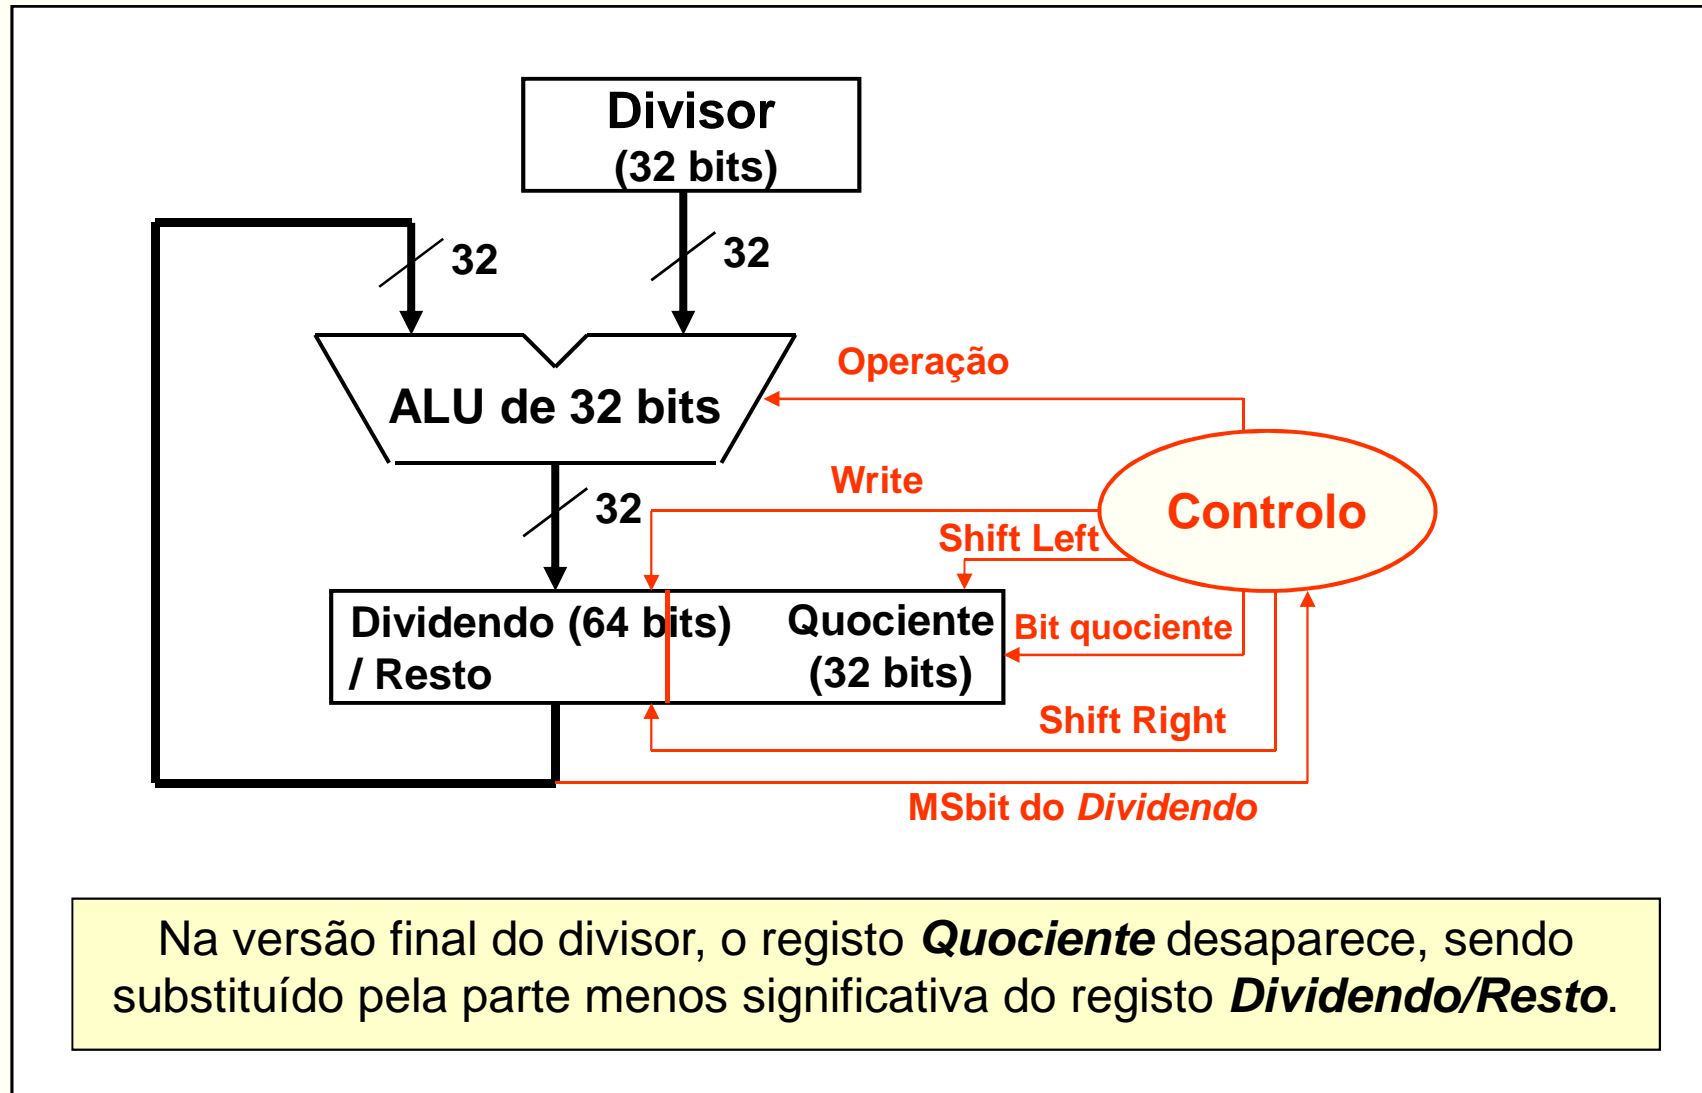 Divisor
(32 bits)
32
32
Operação
ALU de 32 bits
Write
32
Controlo
Shift Left
Dividendo (64 bits)
/ Resto
Quociente
(32 bits)
Bit quociente
Shift Right
MSbit do Dividendo
Na versão final do divisor, o registo Quociente desaparece, sendo
substituído pela parte menos significativa do registo Dividendo/Resto.